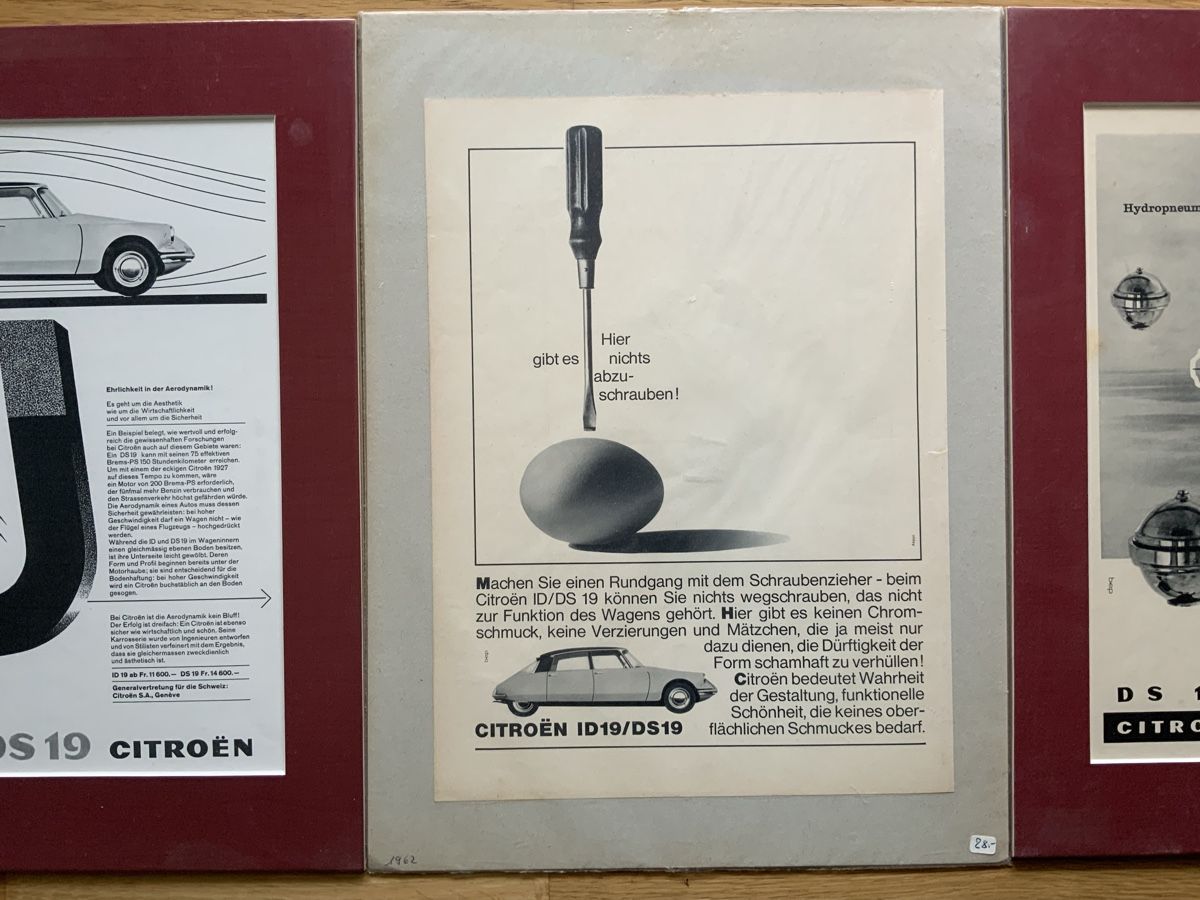 Ehrlichkeit in der Aerodynamik!
Es geht um die Aesthetik
wie um die Wirtschaftlichkeit
und vor allem um die Sicherheit
Ein Beispiel belegt, wie wertvoll und erfolg-
reich die gewissenhaften Forschungen
bei Citroën auch auf diesem Gebiete waren:
Ein DS19 kann mit seinen 75 effektiven
Brems-PS 150 Stundenkilometer erreichen.
Um mit einem der eckigen Citroën 1927
auf dieses Tempo zu kommen, wäre
ein Motor von 200 Brems-PS erforderlich,
der fünfmal mehr Benzin verbrauchen und
den Strassenverkehr höchst gefährden würde.
Die Aerodynamik eines Autos muss dessen
Sicherheit gewährleisten: bei hoher
Geschwindigkeit darf ein Wagen nicht – wie
der Flügel eines Flugzeugs – hochgedrückt
werden.
Während die ID und DS19 im Wageninnern
einen gleichmässig ebenen Boden besitzen,
ist ihre Unterseite leicht gewölbt. Deren
Form und Profil beginnen bereits unter der
Motorhaube; sie sind entscheidend für die
Bodenhaftung: bei hoher Geschwindigkeit
wird ein Citroën buchstäblich an den Boden
gesogen.
Bei Citroën ist die Aerodynamik kein Bluff!
Der Erfolg ist dreifach: Ein Citroën ist ebenso
sicher wie wirtschaftlich und schön. Seine
Karrosserie wurde von Ingenieuren entworfen
und von Stilisten verfeinert mit dem Ergebnis,
dass sie gleichermassen zweckdienlich
und ästhetisch ist.
ID 19 ab Fr. 11 600.– DS 19 Fr. 14 600.–
Generalvertretung für die Schweiz:
Citroën S.A., Genève
DS 19 CITROËN
Hier
gibt es nichts
abzu-
schrauben!
Machen Sie einen Rundgang mit dem Schraubenzieher - beim
Citroën ID/DS 19 können Sie nichts wegschrauben, das nicht
zur Funktion des Wagens gehört. Hier gibt es keinen Chrom-
schmuck, keine Verzierungen und Mätzchen, die ja meist nur
dazu dienen, die Dürftigkeit der
Form schamhaft zu verhüllen!
Citroën bedeutet Wahrheit
der Gestaltung, funktionelle
Schönheit, die keines ober-
flächlichen Schmuckes bedarf.
CITROËN ID19/DS19
1962
28.-
Hydropneum
DS 1
CITRO